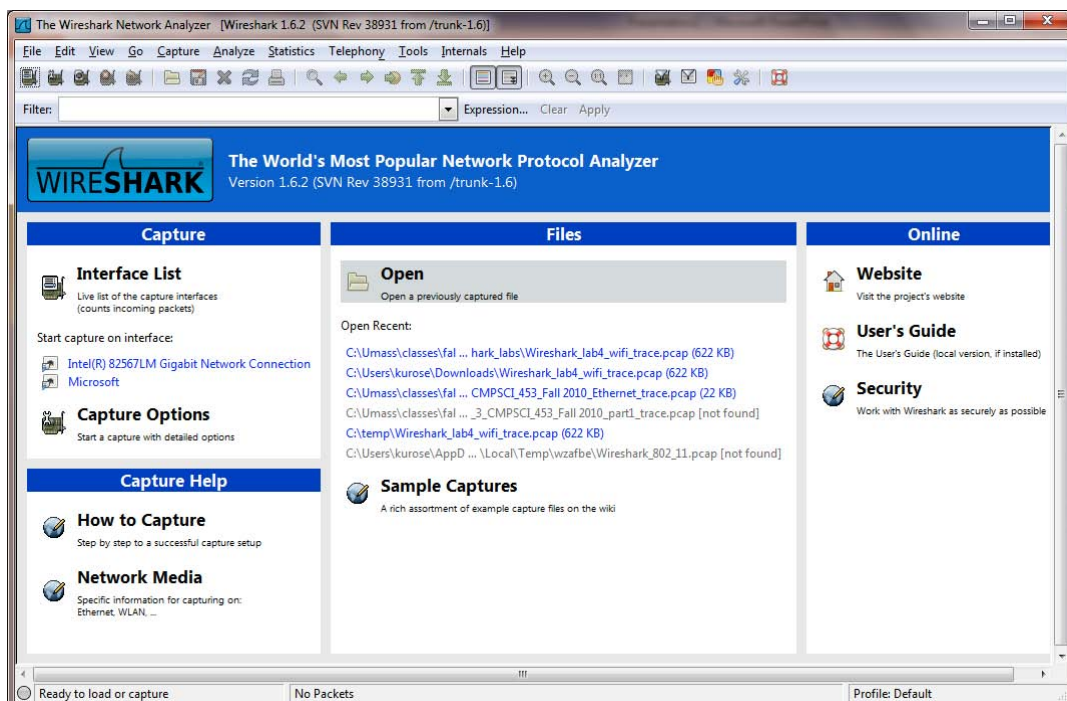 The Wireshark Network Analyzer [Wireshark 1.6.2 (SVN Rev 38931 from /trunk-1.6)]
File Edit View Go Capture Analyze Statistics Telephony Tools Internals Help
Filter:
Expression... Clear Apply
WIRESHARK
The World's Most Popular Network Protocol Analyzer
Version 1.6.2 (SVN Rev 38931 from /trunk-1.6)
Capture
Interface List
Live list of the capture interfaces
(counts incoming packets)
Start capture on interface:
Intel(R) 82567LM Gigabit Network Connection
Microsoft
Capture Options
Start a capture with detailed options
Capture Help
How to Capture
Step by step to a successful capture setup
Network Media
Specific information for capturing on:
Ethernet, WLAN, ...
Files
Open
Open a previously captured file
Open Recent:
C:\Umass\classes\fal ... hark_labs\Wireshark_lab4_wifi_trace.pcap (622 KB)
C:\Users\kurose\Downloads\Wireshark_lab4_wifi_trace.pcap (622 KB)
C:\Umass\classes\fal ... CMPSCI_453_Fall 2010_Ethernet_trace.pcap (22 KB)
C:\Umass\classes\fal ... _3_CMPSCI_453_Fall 2010_part1_trace.pcap [not found]
C:\temp\Wireshark_lab4_wifi_trace.pcap (622 KB)
C:\Users\kurose\AppD ... \Local\Temp\wzafbe\Wireshark_802_11.pcap [not found]
Sample Captures
A rich assortment of example capture files on the wiki
Online
Website
Visit the project's website
User's Guide
The User's Guide (local version, if installed)
Security
Work with Wireshark as securely as possible
Ready to load or capture
No Packets
Profile: Default